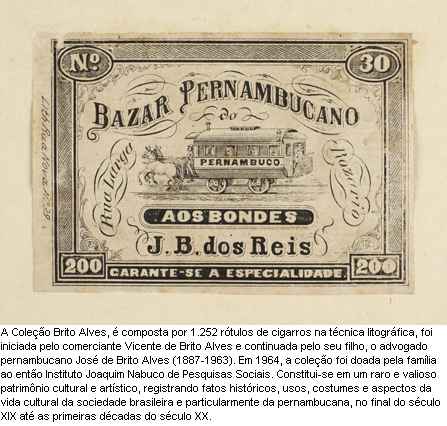 Nº 30
BAZAR PERNAMBUCANO
do
Rua Larga Rozario
PERNAMBUCO
AOS BONDES
J. B. dos Reis
200 GARANTE-SE A ESPECIALIDADE 200
A Coleção Brito Alves, é composta por 1.252 rótulos de cigarros na técnica litográfica, foi
iniciada pelo comerciante Vicente de Brito Alves e continuada pelo seu filho, o advogado
pernambucano José de Brito Alves (1887-1963). Em 1964, a coleção foi doada pela família
ao então Instituto Joaquim Nabuco de Pesquisas Sociais. Constitui-se em um raro e valioso
patrimônio cultural e artístico, registrando fatos históricos, usos, costumes e aspectos da
vida cultural da sociedade brasileira e particularmente da pernambucana, no final do século
XIX até as primeiras décadas do século XX.